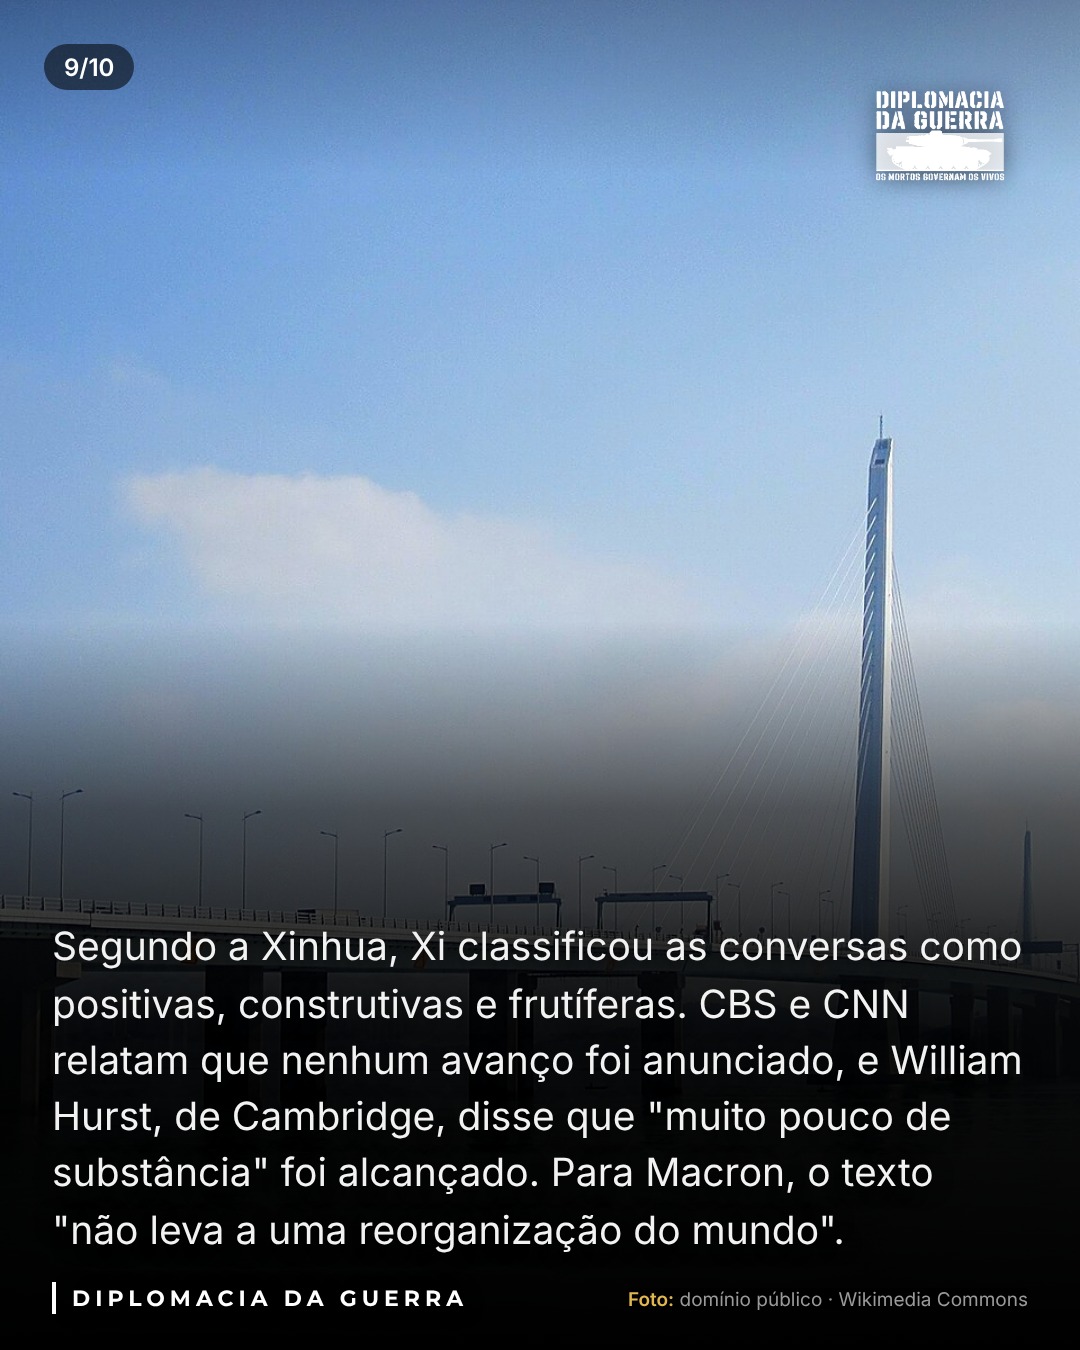 9/10
DIPLOMACIA
DA GUERRA
OS MORTOS GOVERNAM OS VIVOS
Segundo a Xinhua, Xi classificou as conversas como
positivas, construtivas e frutíferas. CBS e CNN
relatam que nenhum avanço foi anunciado, e William
Hurst, de Cambridge, disse que "muito pouco de
substância" foi alcançado. Para Macron, o texto
"não leva a uma reorganização do mundo".
DIPLOMACIA DA GUERRA
Foto: domínio público · Wikimedia Commons